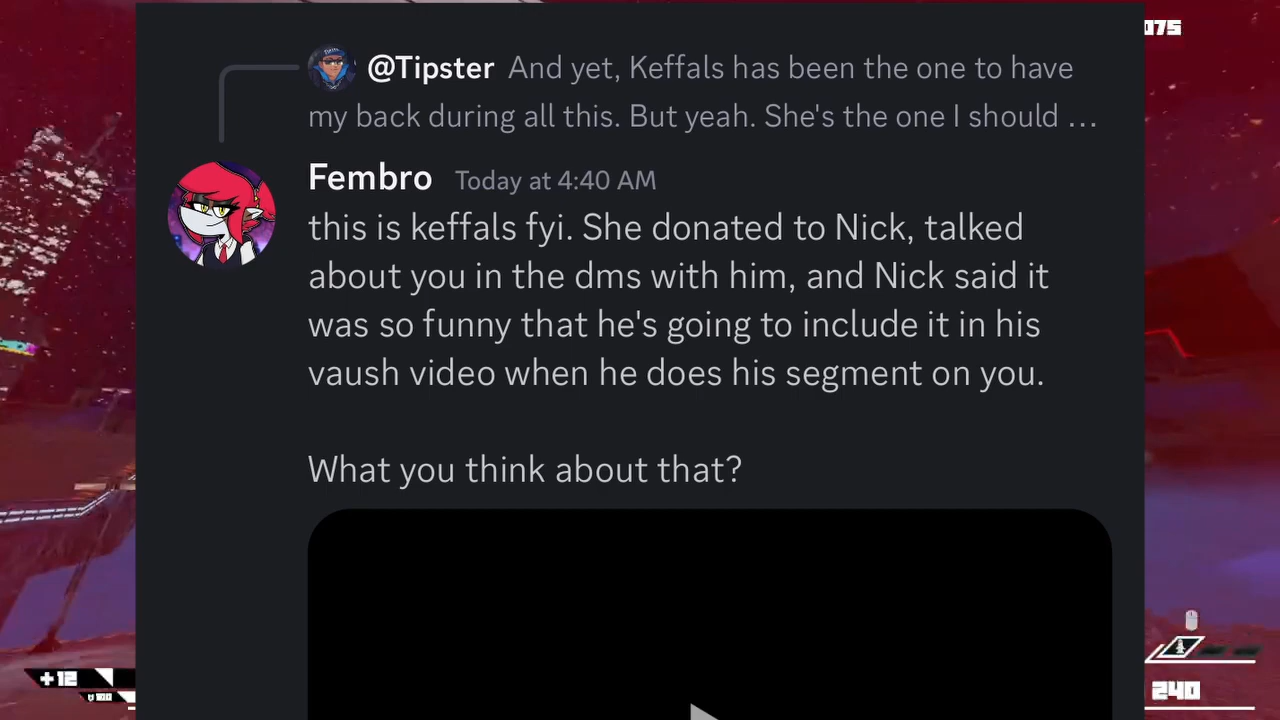 075
@Tipster And yet, Keffals has been the one to have
my back during all this. But yeah. She's the one I should ...
Fembro Today at 4:40 AM
this is keffals fyi. She donated to Nick, talked
about you in the dms with him, and Nick said it
was so funny that he's going to include it in his
vaush video when he does his segment on you.
What you think about that?
+12
100
240